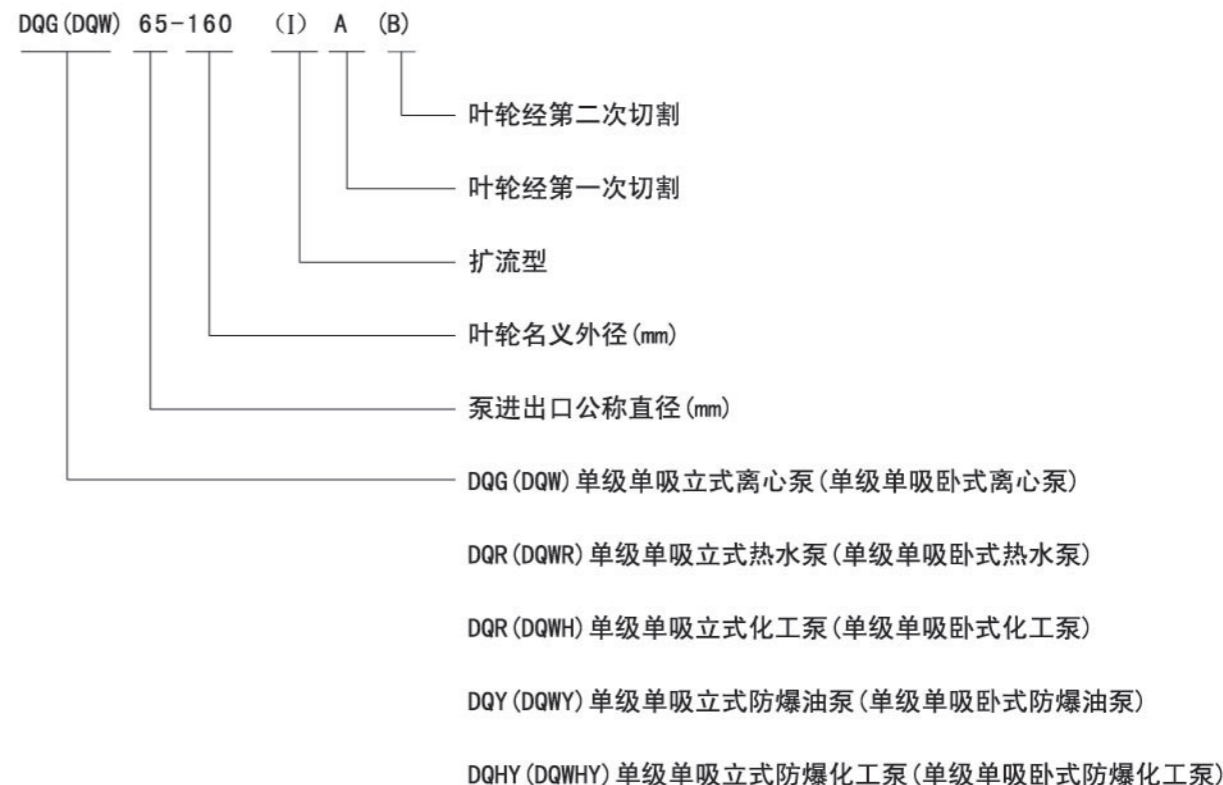 DQG(DQW) 65-160 (I) A (B)
叶轮经第二次切割
叶轮经第一次切割
扩流型
叶轮名义外径(mm)
泵进出口公称直径(mm)
DQG(DQW)单级单吸立式离心泵(单级单吸卧式离心泵)
DQR(DQWR)单级单吸立式热水泵(单级单吸卧式热水泵)
DQR(DQWH)单级单吸立式化工泵(单级单吸卧式化工泵)
DQY(DQWY)单级单吸立式防爆油泵(单级单吸卧式防爆油泵)
DQHY(DQWHY)单级单吸立式防爆化工泵(单级单吸卧式防爆化工泵)